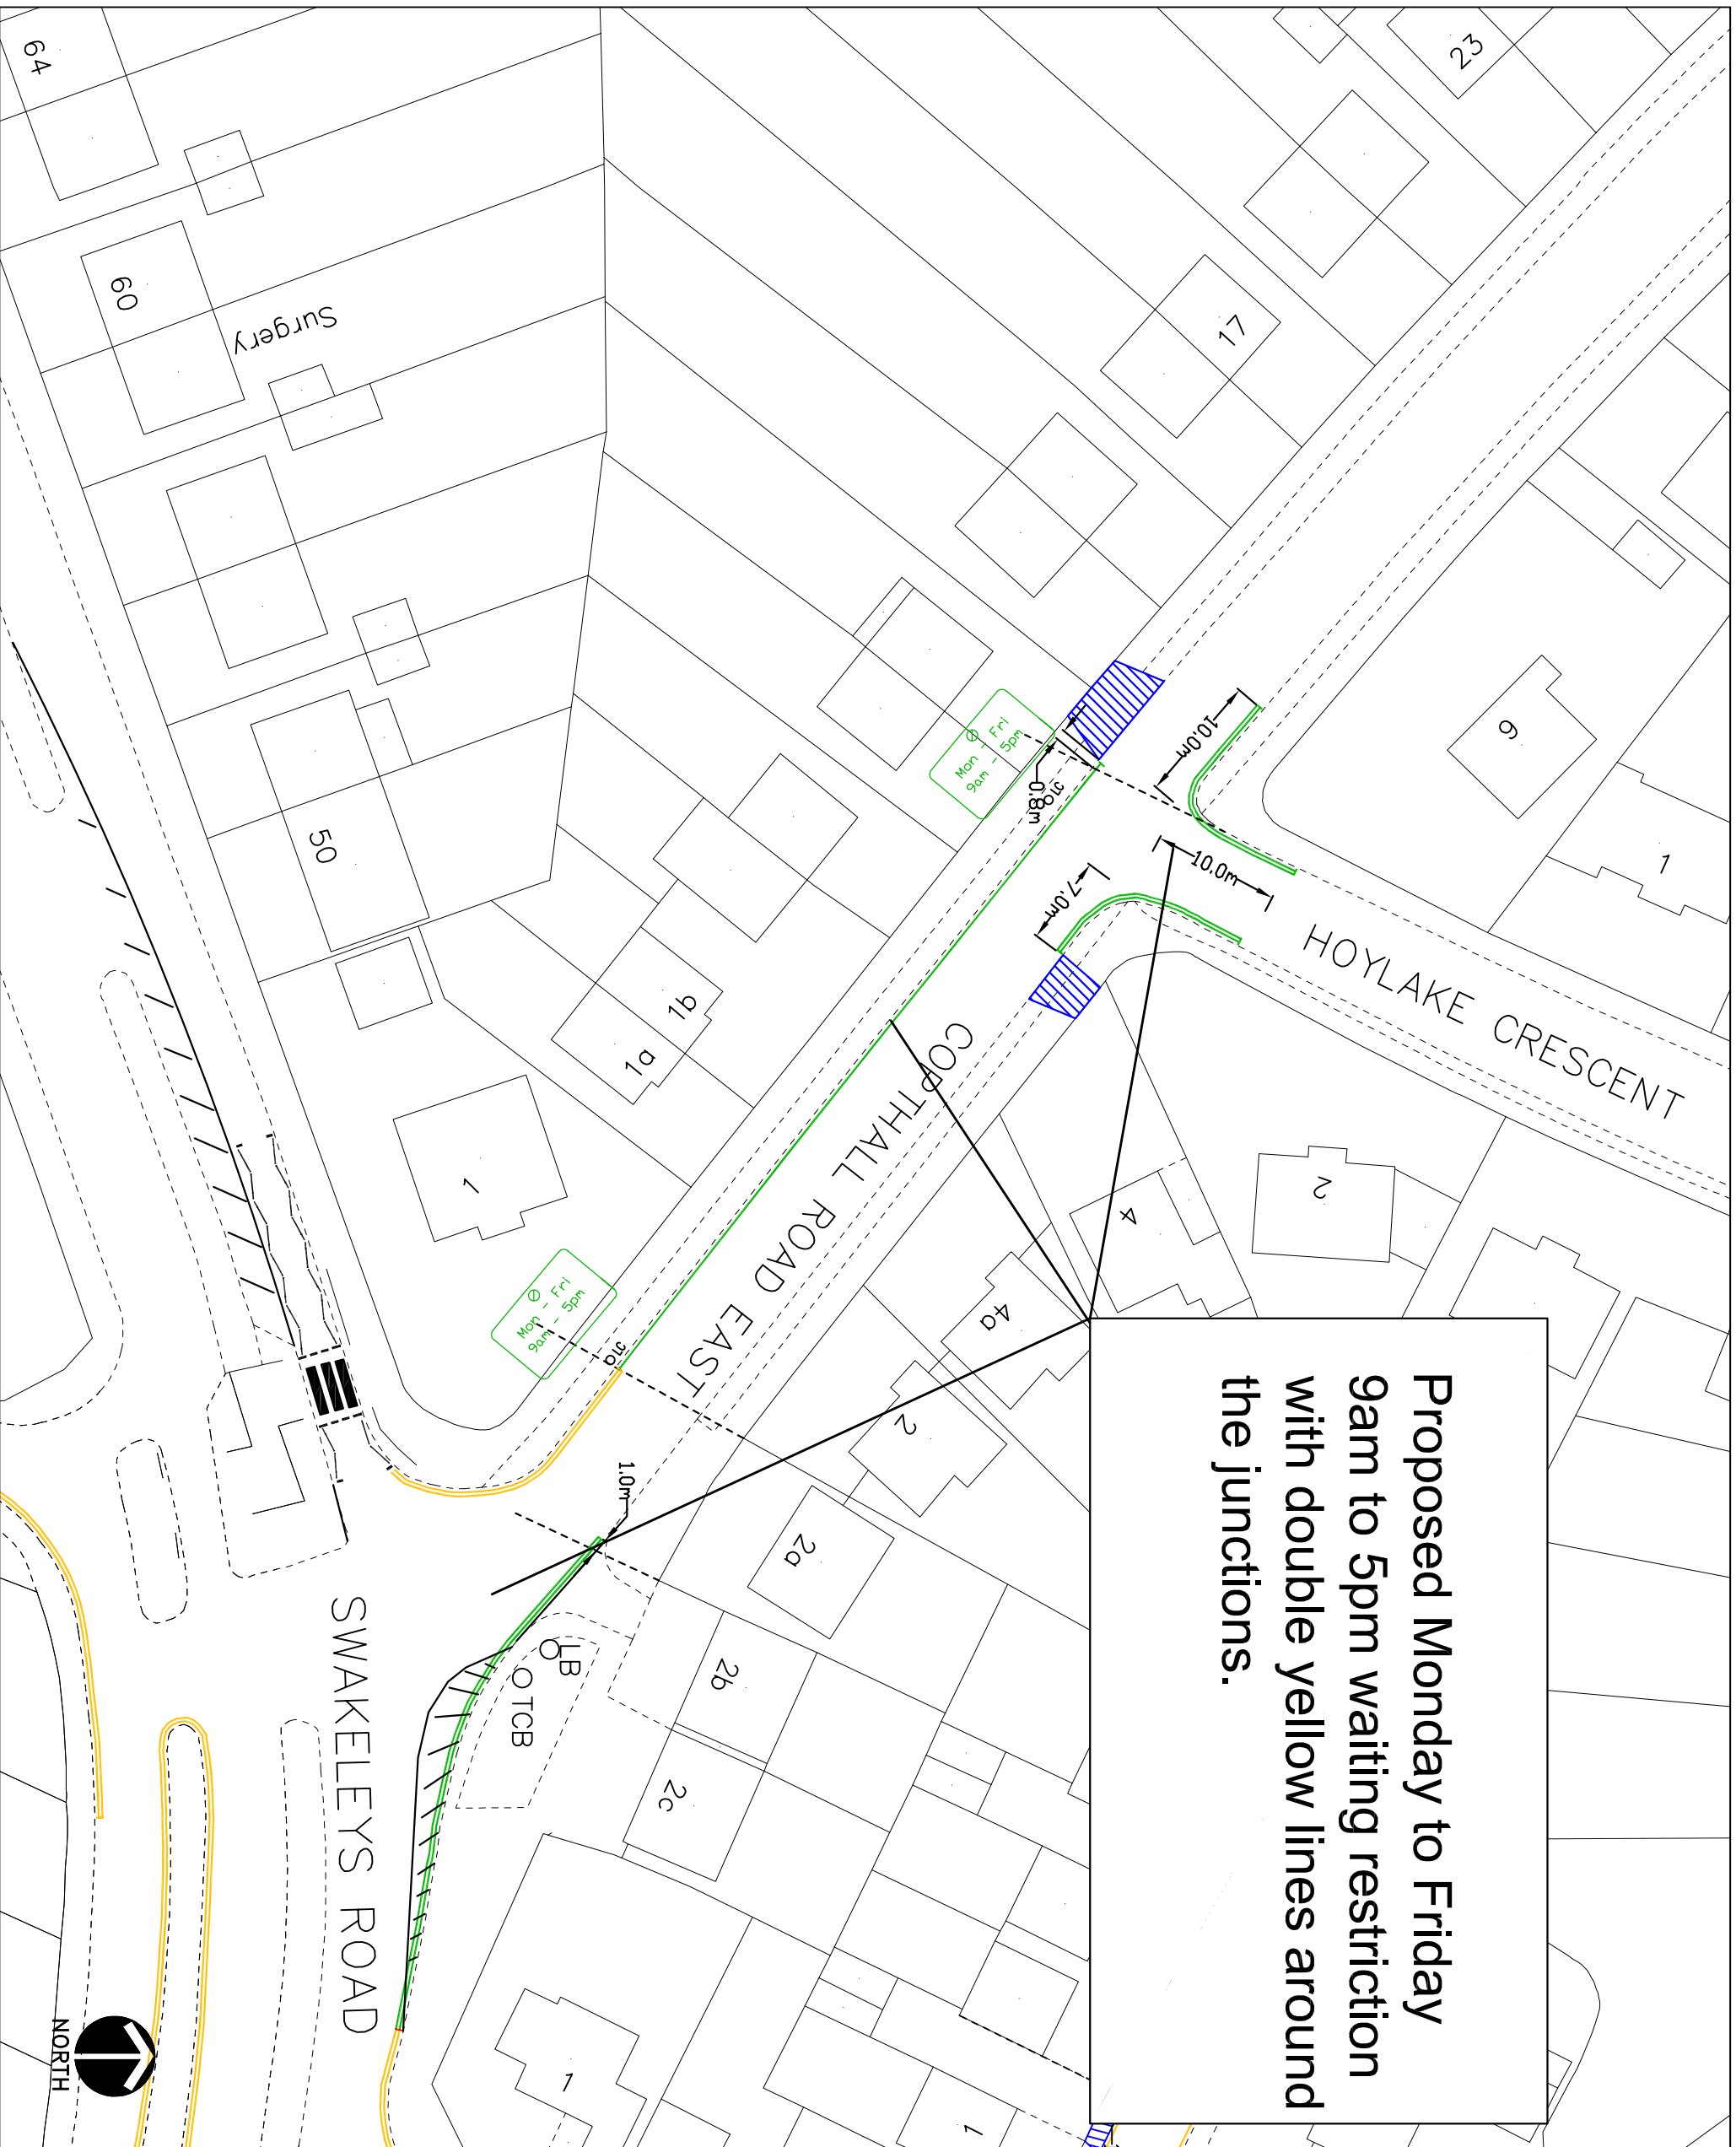 Proposed Monday to Friday
9am to 5pm waiting restriction
with double yellow lines around
the junctions.
HOYLAKE CRESCENT
COPTHALL ROAD EAST
SWAKELEYS ROAD
NORTH
Surgery
64
60
50
23
17
9
1
1b
1a
1
2
4
4a
2
2a
2b
2c
1
1
LB
TCB
Mon - Fri
9am - 5pm
Mon - Fri
9am - 5pm
10.0m
10.0m
7.0m
0.8m
1.0m